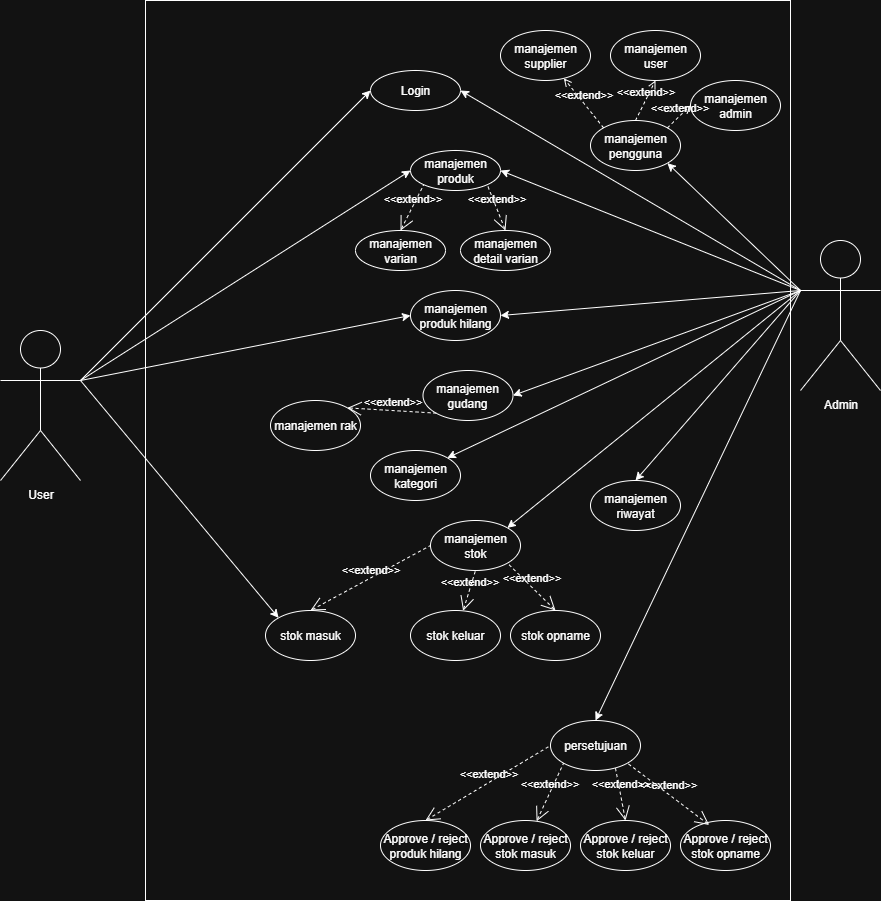 manajemen
supplier
manajemen
user
<<extend>>
<<extend>>
<<extend>>
manajemen
admin
Login
manajemen
pengguna
manajemen
produk
<<extend>>
<<extend>>
manajemen
varian
manajemen
detail varian
manajemen
produk hilang
manajemen
gudang
<<extend>>
manajemen rak
Admin
manajemen
kategori
manajemen
riwayat
User
manajemen
stok
<<extend>>
<<extend>>
<<extend>>
stok masuk
stok keluar
stok opname
persetujuan
<<extend>>
<<extend>>
<<extend>>
<<extend>>
Approve / reject
produk hilang
Approve / reject
stok masuk
Approve / reject
stok keluar
Approve / reject
stok opname